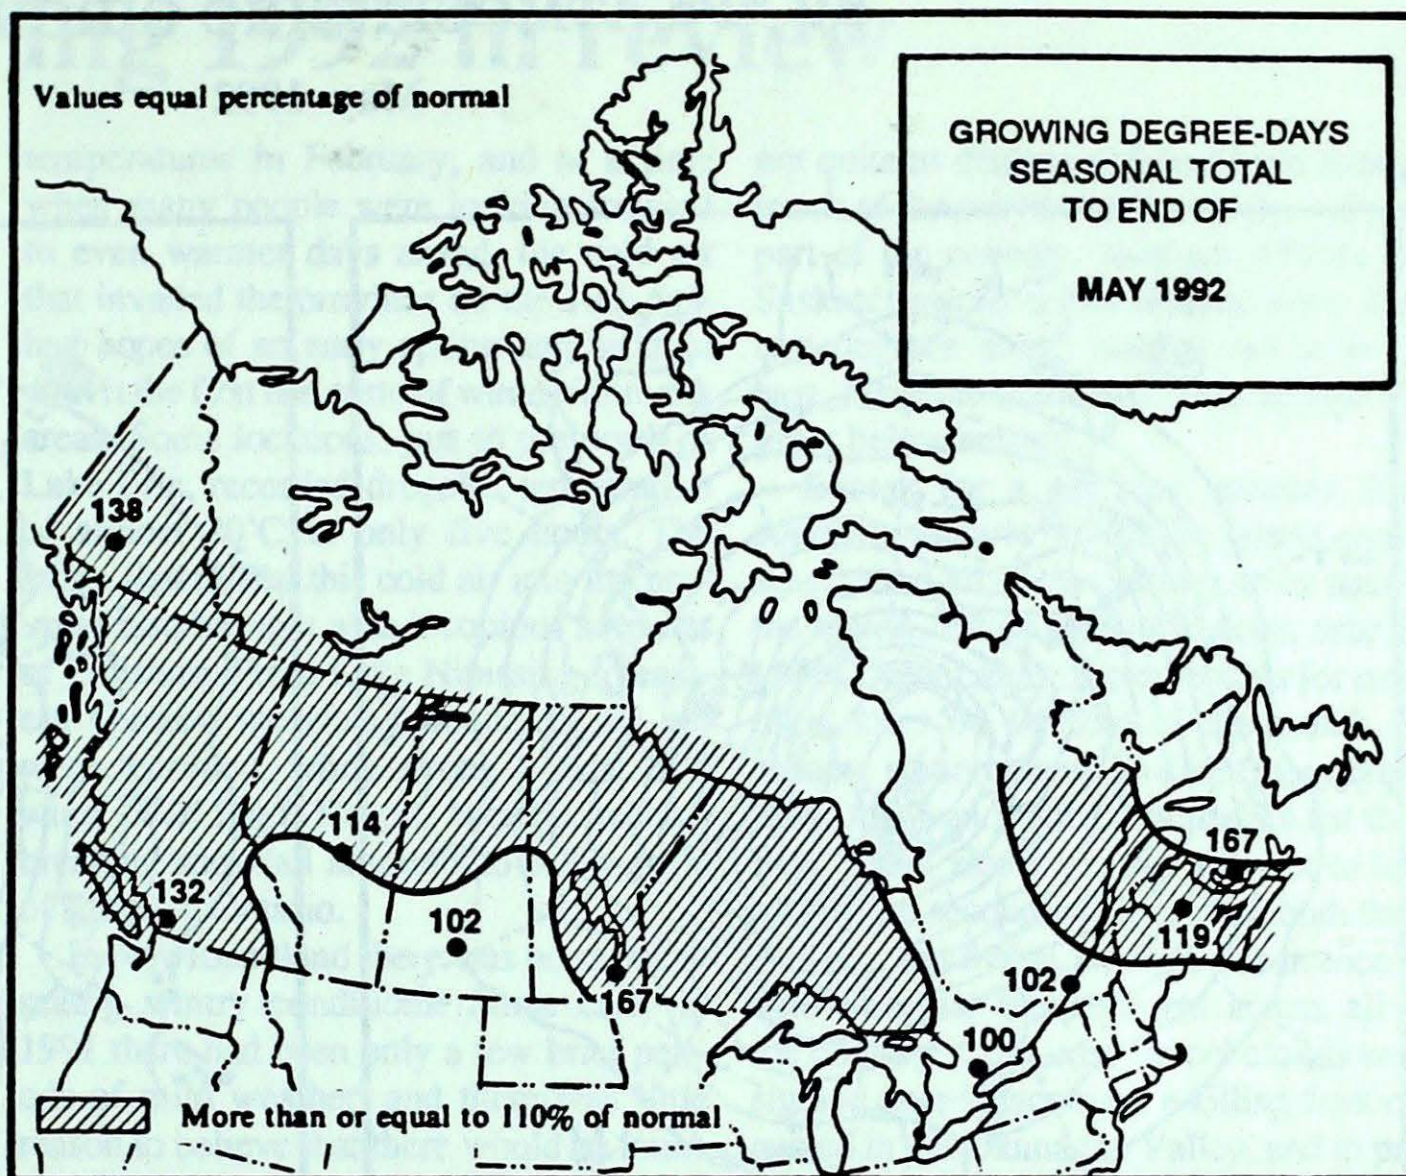 Values equal percentage of normal
GROWING DEGREE-DAYS
SEASONAL TOTAL
TO END OF
MAY 1992
138
114
132
102
167
167
119
102
100
More than or equal to 110% of normal